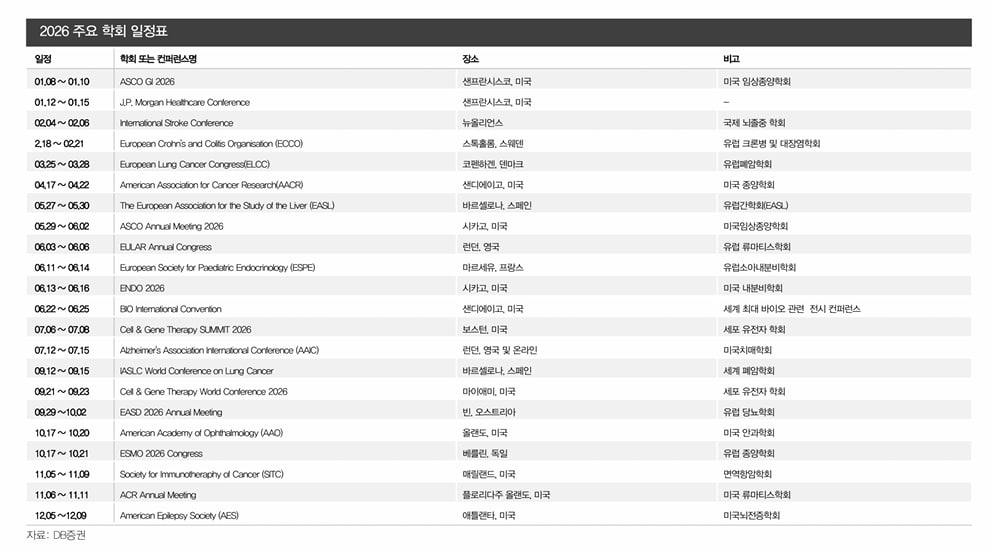 2026 주요 학회 일정표
일정 학회 또는 컨퍼런스명 장소 비고
01.08 ~ 01.10 ASCO GI 2026 샌프란시스코, 미국 미국 임상종양학회
01.12 ~ 01.15 J.P. Morgan Healthcare Conference 샌프란시스코, 미국 -
02.04 ~ 02.06 International Stroke Conference 뉴올리언스 국제 뇌졸중 학회
2.18 ~ 02.21 European Crohn's and Colitis Organisation (ECCO) 스톡홀름, 스웨덴 유럽 크론병 및 대장염학회
03.25 ~ 03.28 European Lung Cancer Congress(ELCC) 코펜하겐, 덴마크 유럽폐암학회
04.17 ~ 04.22 American Association for Cancer Research(AACR) 샌디에이고, 미국 미국 종양학회
05.27 ~ 05.30 The European Association for the Study of the Liver (EASL) 바르셀로나, 스페인 유럽간학회(EASL)
05.29 ~ 06.02 ASCO Annual Meeting 2026 시카고, 미국 미국임상종양학회
06.03 ~ 06.06 EULAR Annual Congress 런던, 영국 유럽 류마티스학회
06.11 ~ 06.14 European Society for Paediatric Endocrinology (ESPE) 마르세유, 프랑스 유럽소아내분비학회
06.13 ~ 06.16 ENDO 2026 시카고, 미국 미국 내분비학회
06.22 ~ 06.25 BIO International Convention 샌디에이고, 미국 세계 최대 바이오 관련 전시 컨퍼런스
07.06 ~ 07.08 Cell & Gene Therapy SUMMIT 2026 보스턴, 미국 세포 유전자 학회
07.12 ~ 07.15 Alzheimer's Association International Conference (AAIC) 런던, 영국 및 온라인 미국치매학회
09.12 ~ 09.15 IASLC World Conference on Lung Cancer 바르셀로나, 스페인 세계 폐암학회
09.21 ~ 09.23 Cell & Gene Therapy World Conference 2026 마이애미, 미국 세포 유전자 학회
09.29 ~10.02 EASD 2026 Annual Meeting 빈, 오스트리아 유럽 당뇨학회
10.17 ~ 10.20 American Academy of Ophthalmology (AAO) 올랜도, 미국 미국 안과학회
10.17 ~ 10.21 ESMO 2026 Congress 베를린, 독일 유럽 종양학회
11.05 ~ 11.09 Society for Immunotheraphy of Cancer (SITC) 매릴랜드, 미국 면역항암학회
11.06 ~ 11.11 ACR Annual Meeting 플로리다주 올랜도, 미국 미국 류마티스학회
12.05 ~12.09 American Epilepsy Society (AES) 애틀랜타, 미국 미국뇌전증학회
자료: DB증권